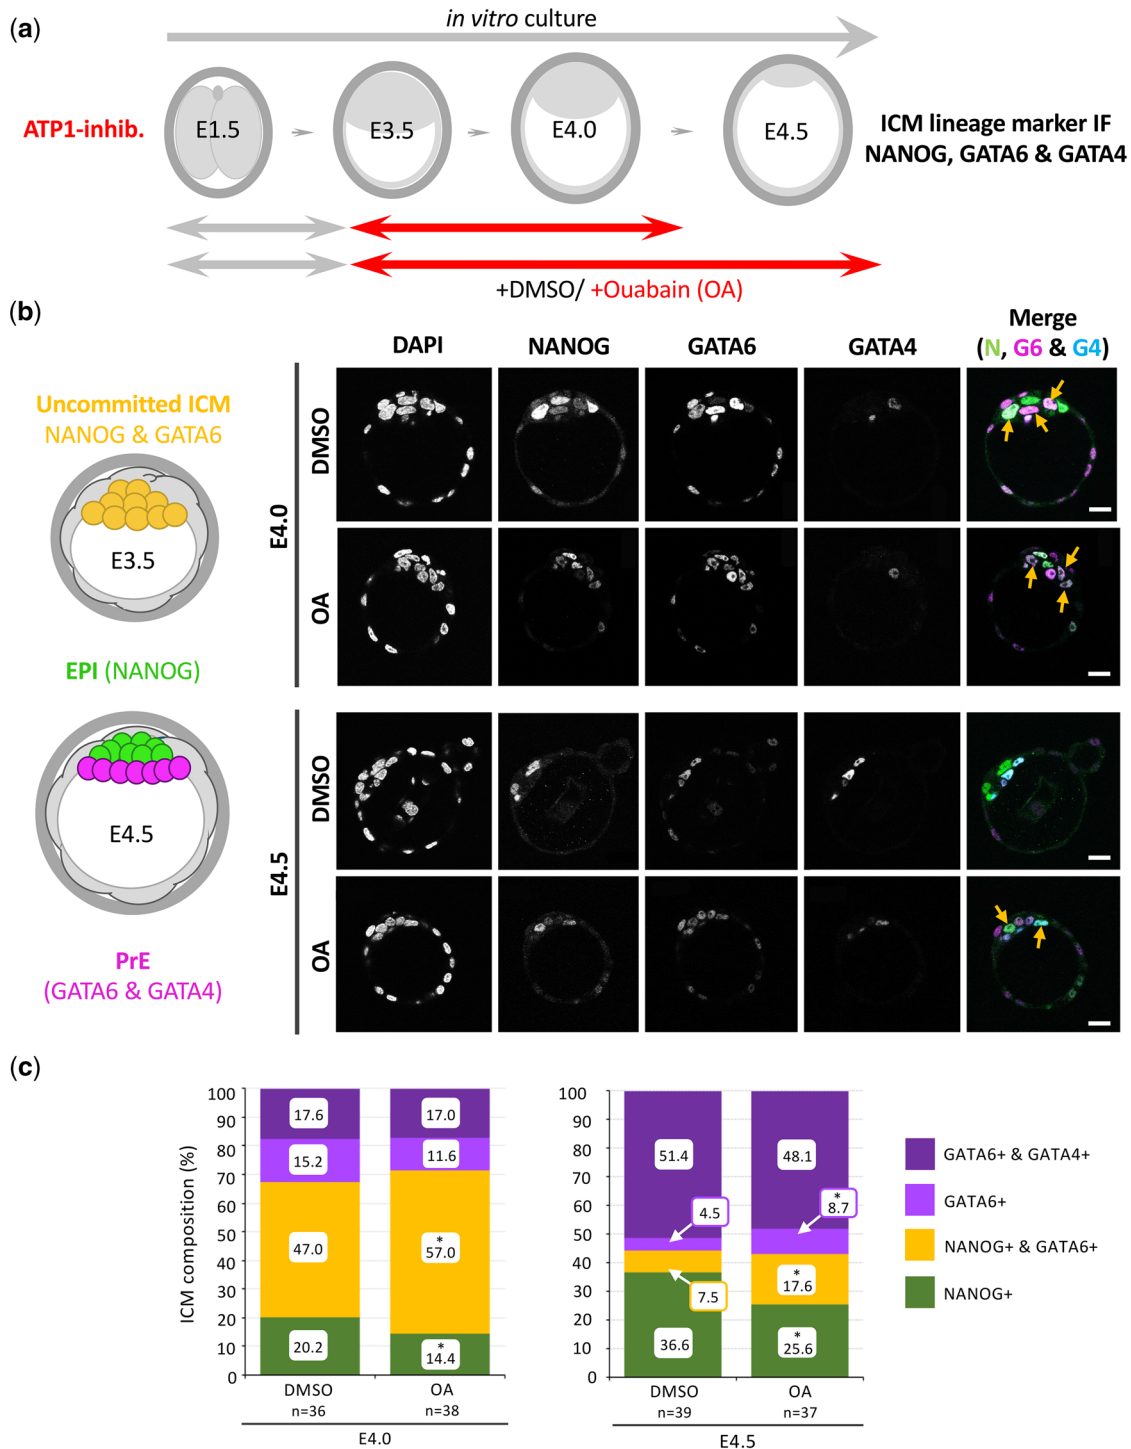 (a)
in vitro culture
ATP1-inhib.
E1.5
E3.5
E4.0
E4.5
ICM lineage marker IF
NANOG, GATA6 & GATA4
+DMSO/ +Ouabain (OA)
(b)
DAPI
NANOG
GATA6
GATA4
Merge
(N, G6 & G4)
Uncommitted ICM
NANOG & GATA6
E3.5
EPI (NANOG)
E4.5
PrE
(GATA6 & GATA4)
E4.0
DMSO
OA
E4.5
DMSO
OA
(c)
ICM composition (%)
100
90
80
70
60
50
40
30
20
10
0
17.6
15.2
47.0
20.2
17.0
11.6
*
57.0
*
14.4
DMSO
n=36
OA
n=38
E4.0
100
90
80
70
60
50
40
30
20
10
0
51.4
4.5
7.5
36.6
48.1
*
8.7
*
17.6
*
25.6
DMSO
n=39
OA
n=37
E4.5
GATA6+ & GATA4+
GATA6+
NANOG+ & GATA6+
NANOG+